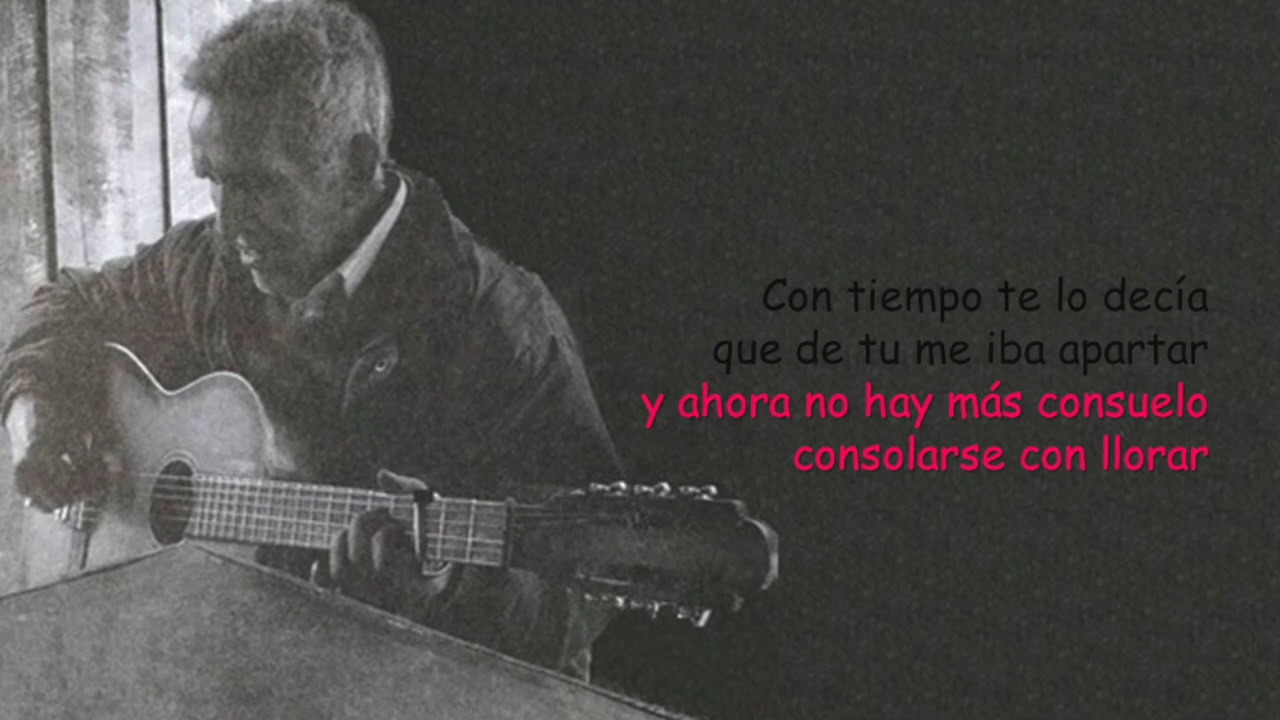 Con tiempo te lo decía
que de tu me iba apartar
y ahora no hay más consuelo
consolarse con llorar